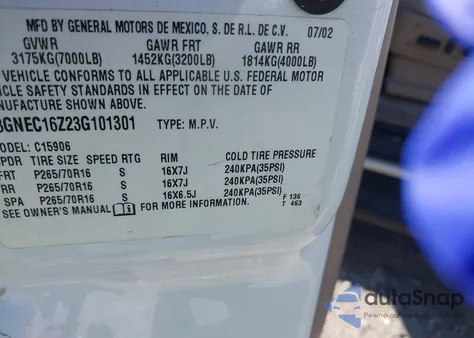 MFD BY GENERAL MOTORS DE MEXICO, S. DE R.L. DE C.V. 07/02
GVWR GAWR FRT GAWR RR
3175KG(7000LB) 1452KG(3200LB) 1814KG(4000LB)
VEHICLE CONFORMS TO ALL APPLICABLE U.S. FEDERAL MOTOR
VEHICLE SAFETY STANDARDS IN EFFECT ON THE DATE OF
MANUFACTURE SHOWN ABOVE.
3GNEC16Z23G101301 TYPE: M.P.V.
MODEL: C15906
PDR TIRE SIZE SPEED RTG RIM COLD TIRE PRESSURE
FRT P265/70R16 S 16X7J 240KPA(35PSI)
RR P265/70R16 S 16X7J 240KPA(35PSI)
SPA P265/70R16 S 16X6.5J 240KPA(35PSI)
SEE OWNER'S MANUAL FOR MORE INFORMATION F 136
T 463
autaSnap